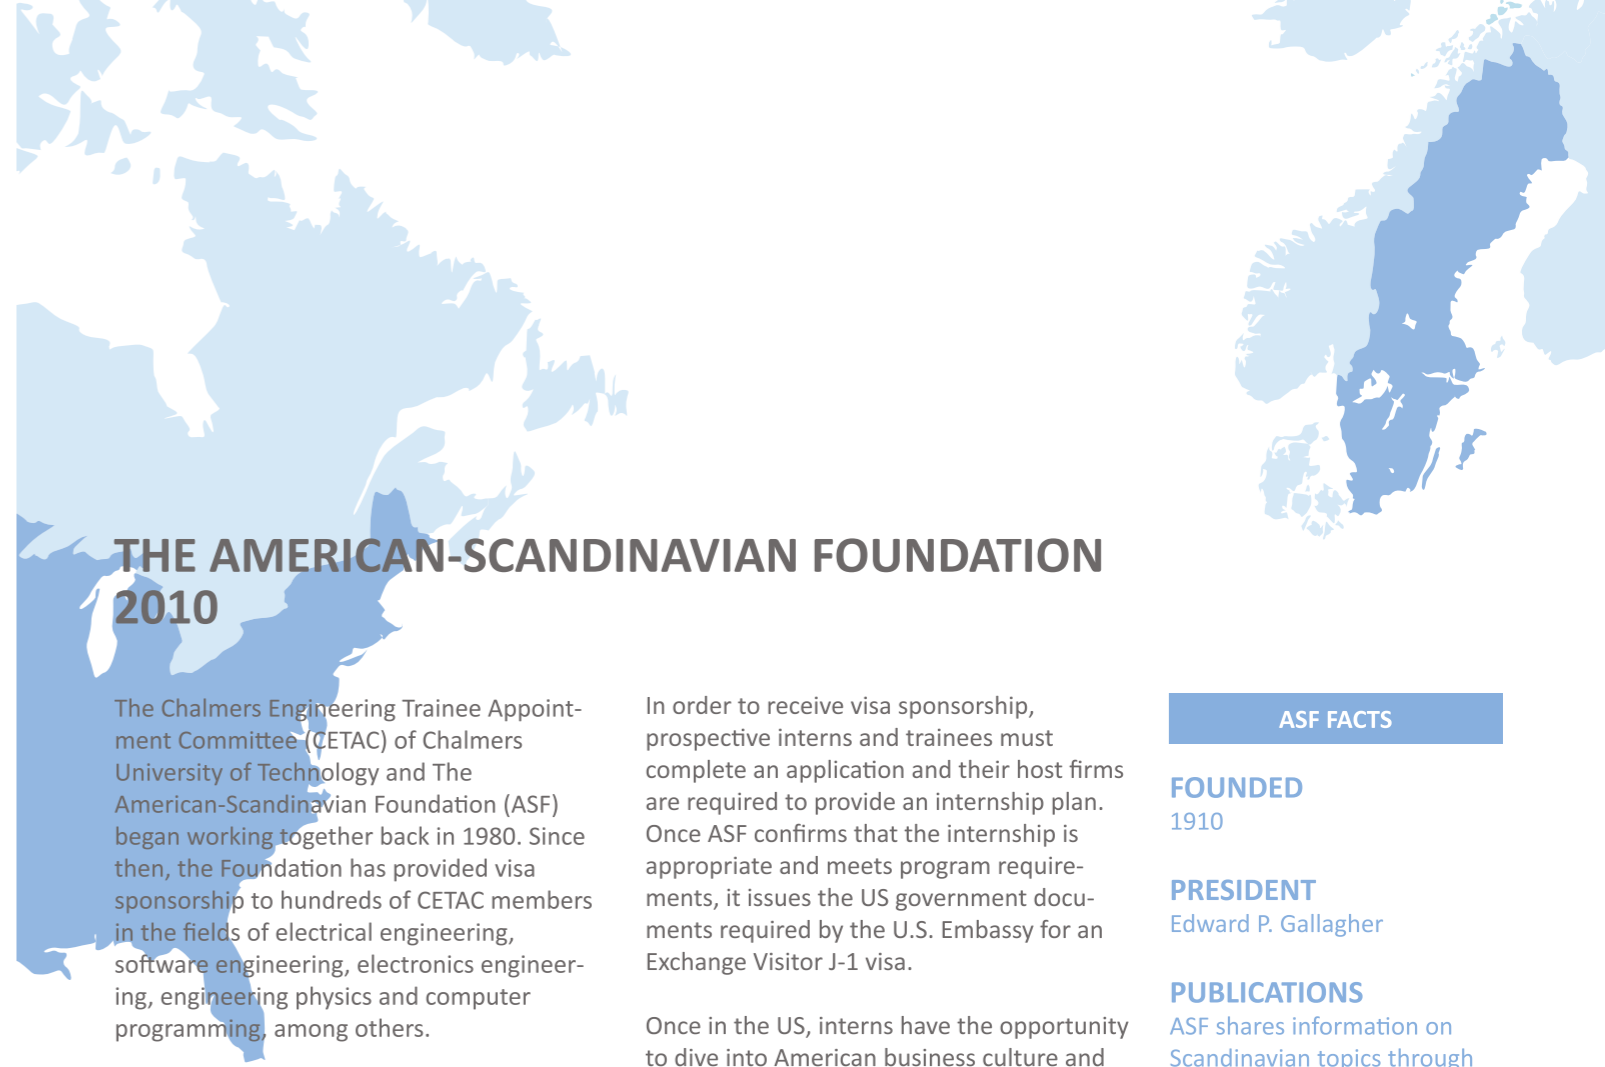 THE AMERICAN-SCANDINAVIAN FOUNDATION
2010
The Chalmers Engineering Trainee Appoint-
ment Committee (CETAC) of Chalmers
University of Technology and The
American-Scandinavian Foundation (ASF)
began working together back in 1980. Since
then, the Foundation has provided visa
sponsorship to hundreds of CETAC members
in the fields of electrical engineering,
software engineering, electronics engineer-
ing, engineering physics and computer
programming, among others.
In order to receive visa sponsorship,
prospective interns and trainees must
complete an application and their host firms
are required to provide an internship plan.
Once ASF confirms that the internship is
appropriate and meets program require-
ments, it issues the US government docu-
ments required by the U.S. Embassy for an
Exchange Visitor J-1 visa.
Once in the US, interns have the opportunity
to dive into American business culture and
ASF FACTS
FOUNDED
1910
PRESIDENT
Edward P. Gallagher
PUBLICATIONS
ASF shares information on
Scandinavian topics through